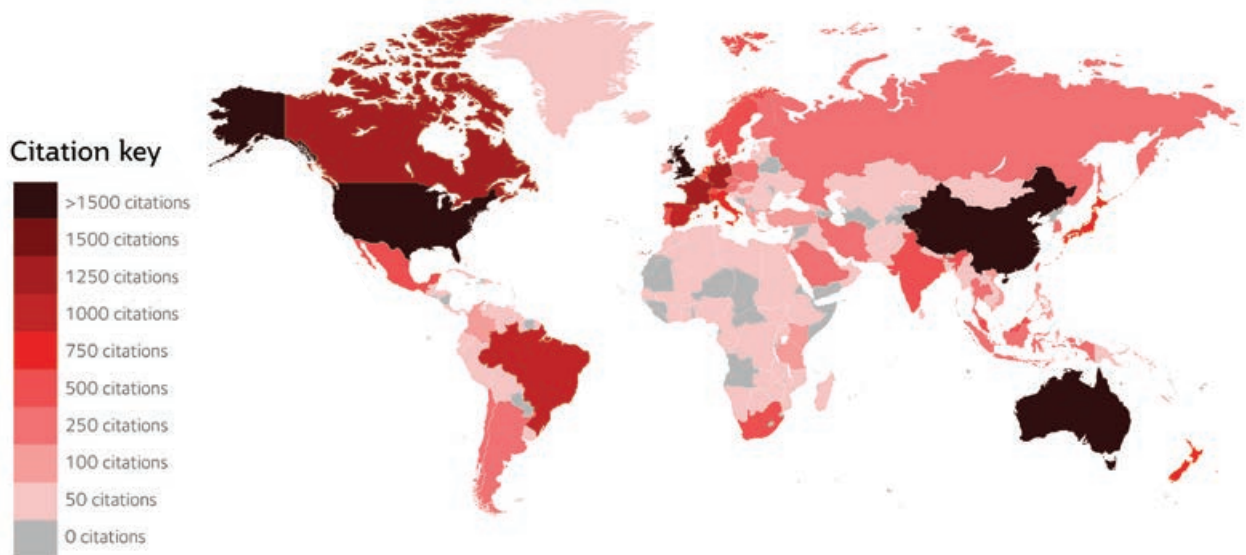 Citation key
>1500 citations
1500 citations
1250 citations
1000 citations
750 citations
500 citations
250 citations
100 citations
50 citations
0 citations